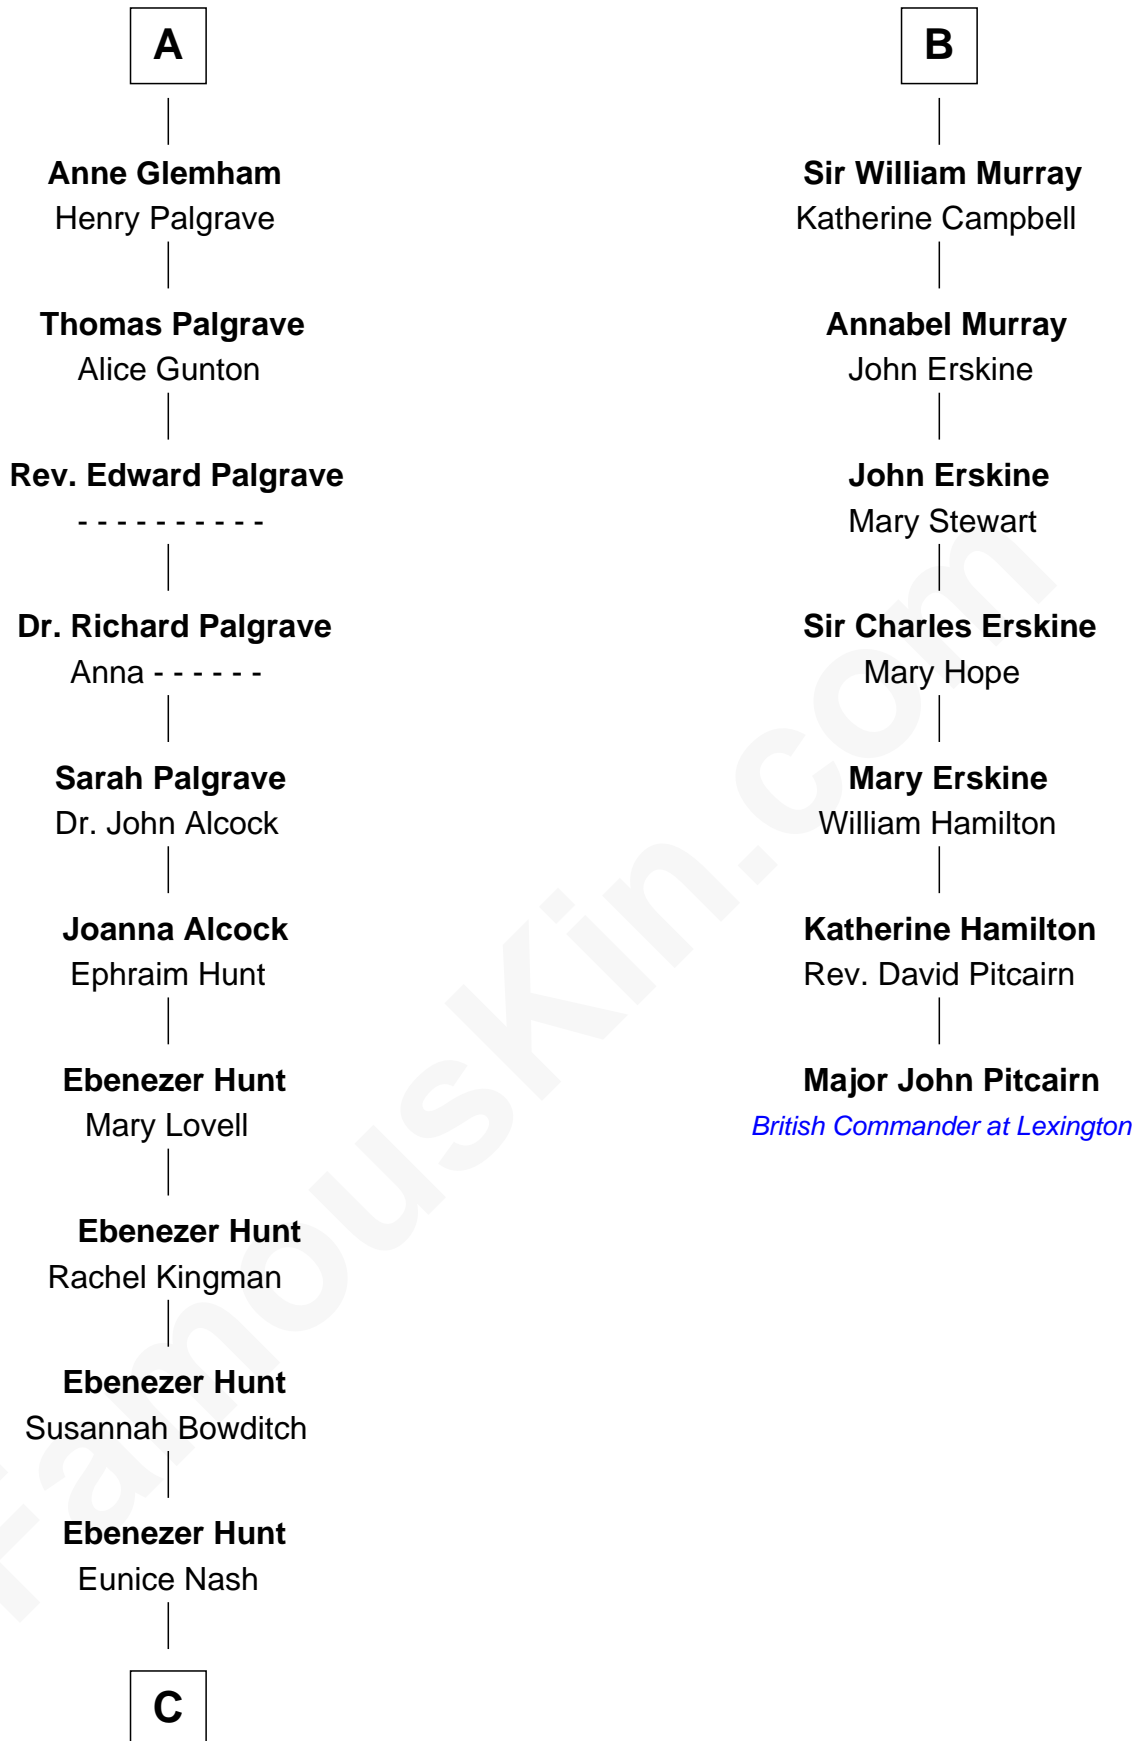 A
Anne Glemham
Henry Palgrave
Thomas Palgrave
Alice Gunton
Rev. Edward Palgrave
- - - - - - - - - -
Dr. Richard Palgrave
Anna - - - - - -
Sarah Palgrave
Dr. John Alcock
Joanna Alcock
Ephraim Hunt
Ebenezer Hunt
Mary Lovell
Ebenezer Hunt
Rachel Kingman
Ebenezer Hunt
Susannah Bowditch
Ebenezer Hunt
Eunice Nash
C
B
Sir William Murray
Katherine Campbell
Annabel Murray
John Erskine
John Erskine
Mary Stewart
Sir Charles Erskine
Mary Hope
Mary Erskine
William Hamilton
Katherine Hamilton
Rev. David Pitcairn
Major John Pitcairn
British Commander at Lexington
FamousKin.com